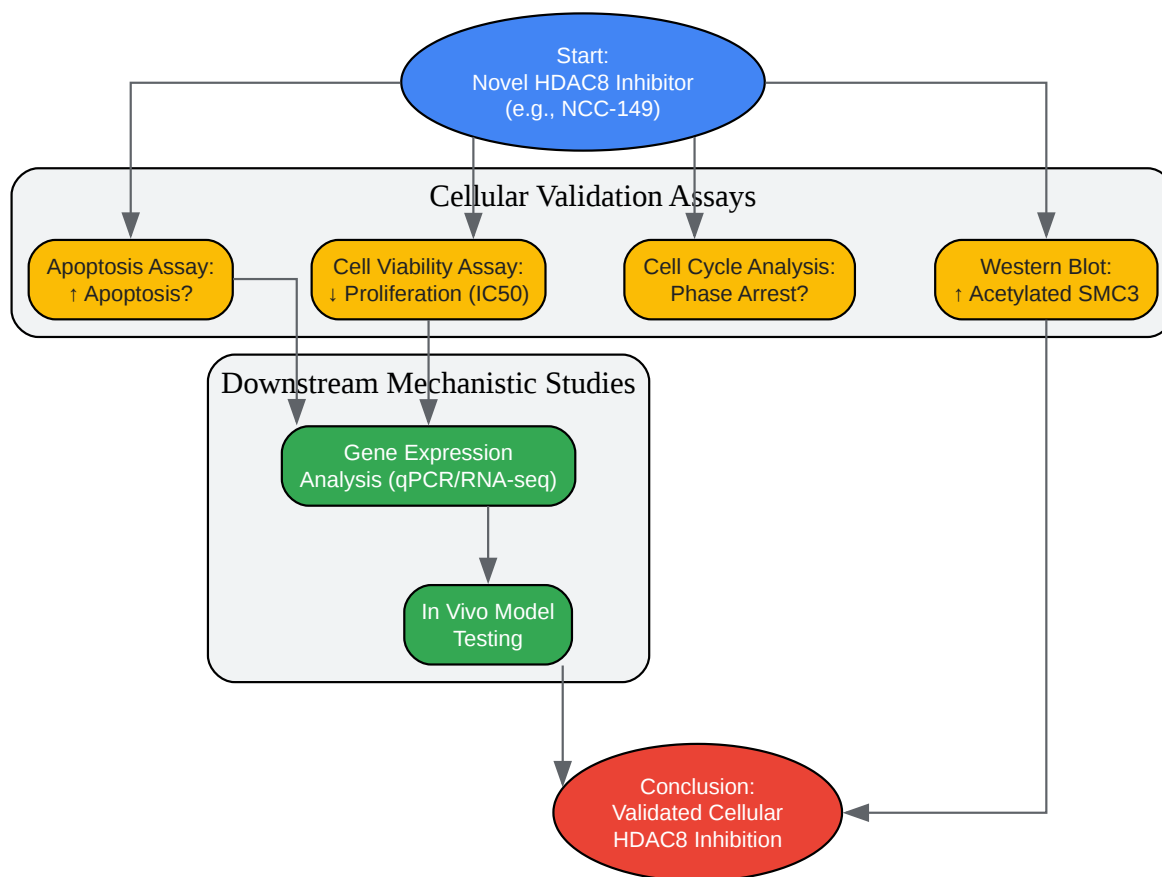 Start:
Novel HDAC8 Inhibitor
(e.g., NCC-149)
Cellular Validation Assays
Apoptosis Assay:
↑ Apoptosis?
Cell Viability Assay:
↓ Proliferation (IC50)
Cell Cycle Analysis:
Phase Arrest?
Western Blot:
↑ Acetylated SMC3
Downstream Mechanistic Studies
Gene Expression
Analysis (qPCR/RNA-seq)
In Vivo Model
Testing
Conclusion:
Validated Cellular
HDAC8 Inhibition